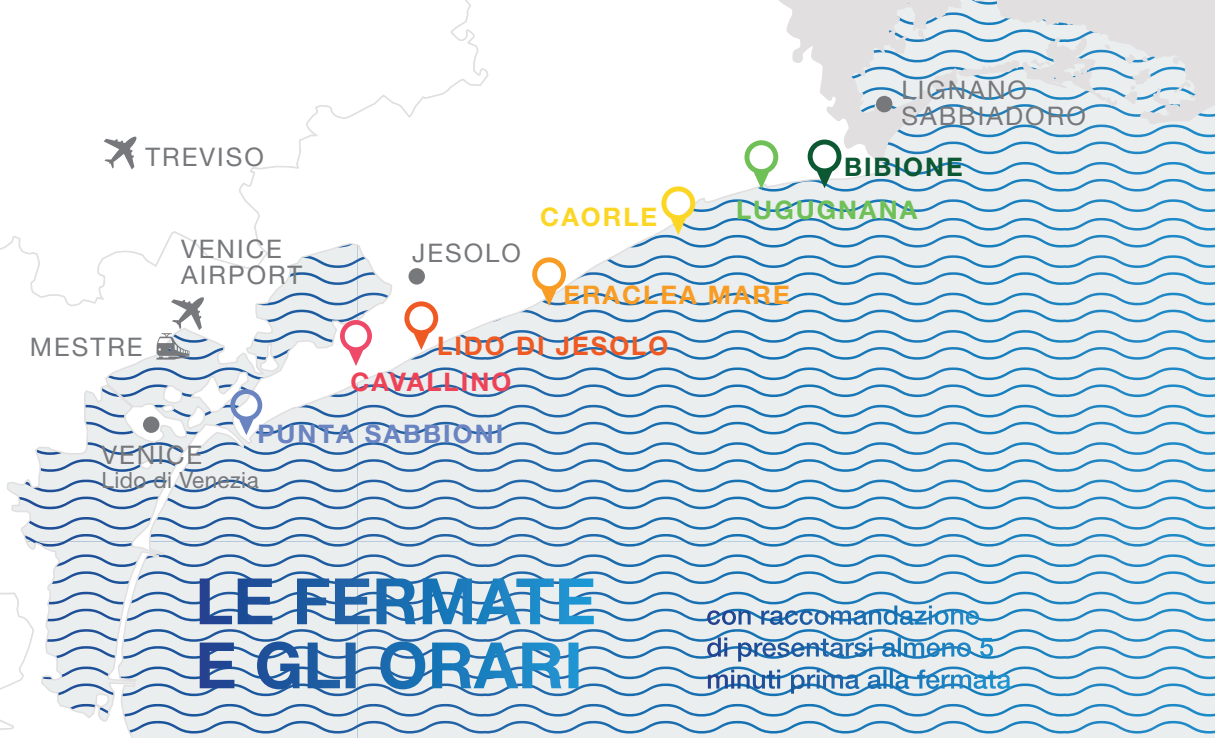 LIGNANO
SABBIADORO
TREVISO
BIBIONE
LUGUGNANA
CAORLE
VENICE
AIRPORT
JESOLO
ERACLEA MARE
MESTRE
LIDO DI JESOLO
CAVALLINO
PUNTA SABBIONI
VENICE
Lido di Venezia
LE FERMATE
E GLI ORARI
con raccomandazione
di presentarsi almeno 5
minuti prima alla fermata